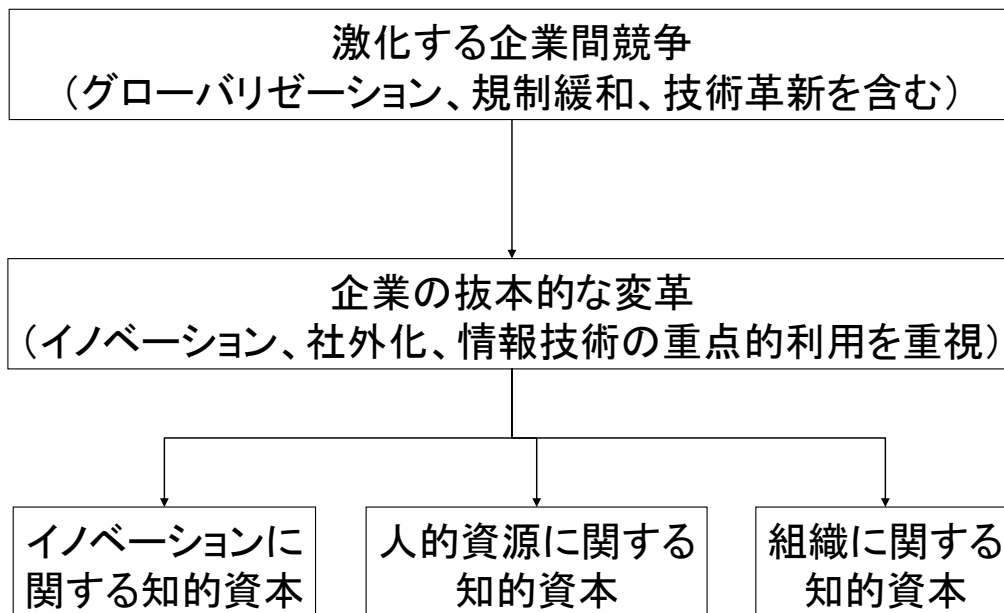 激化する企業間競争
（グローバリゼーション、規制緩和、技術革新を含む）
企業の抜本的な変革
（イノベーション、社外化、情報技術の重点的利用を重視）
イノベーションに
関する知的資本
人的資源に関する
知的資本
組織に関する
知的資本